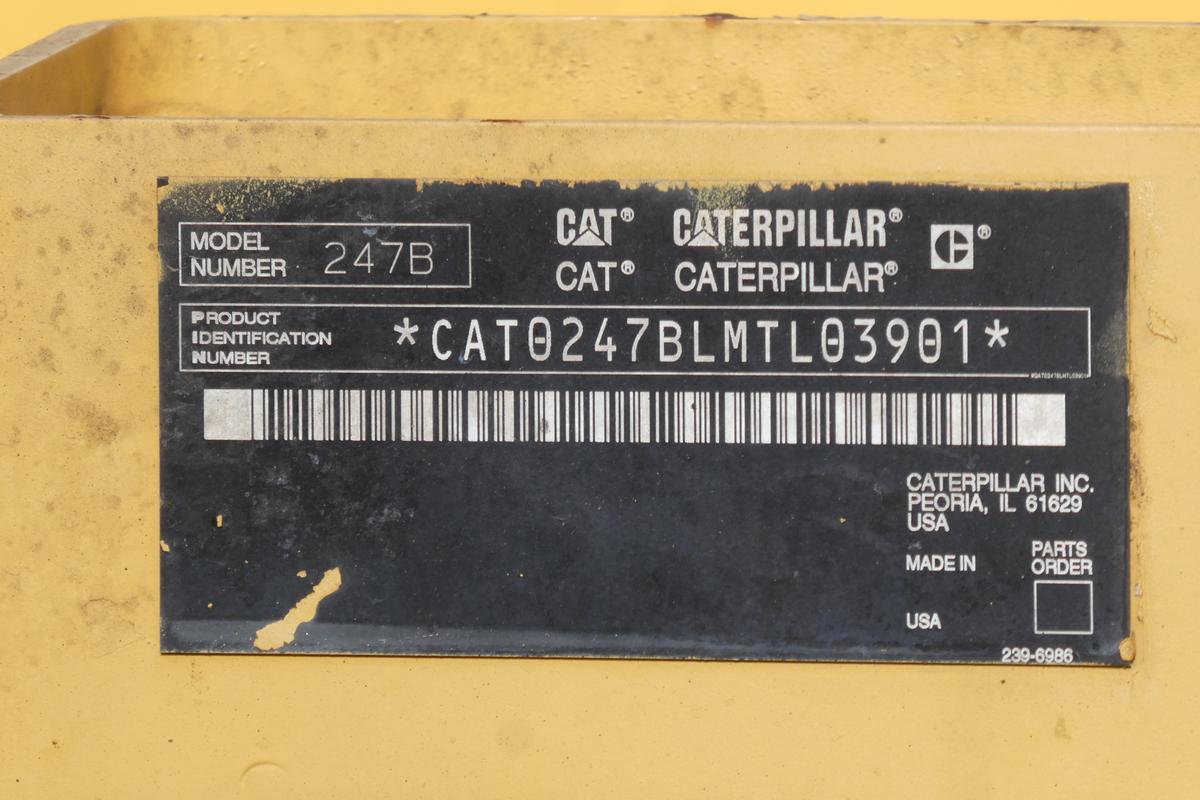 MODEL NUMBER 247B
CAT® CATERPILLAR® C®
CAT® CATERPILLAR®
PRODUCT IDENTIFICATION NUMBER
*CAT0247BLMTL03901*
*CAT0247BLMTL03901*
CATERPILLAR INC.
PEORIA, IL 61629
USA
MADE IN
USA
PARTS ORDER
239-6986